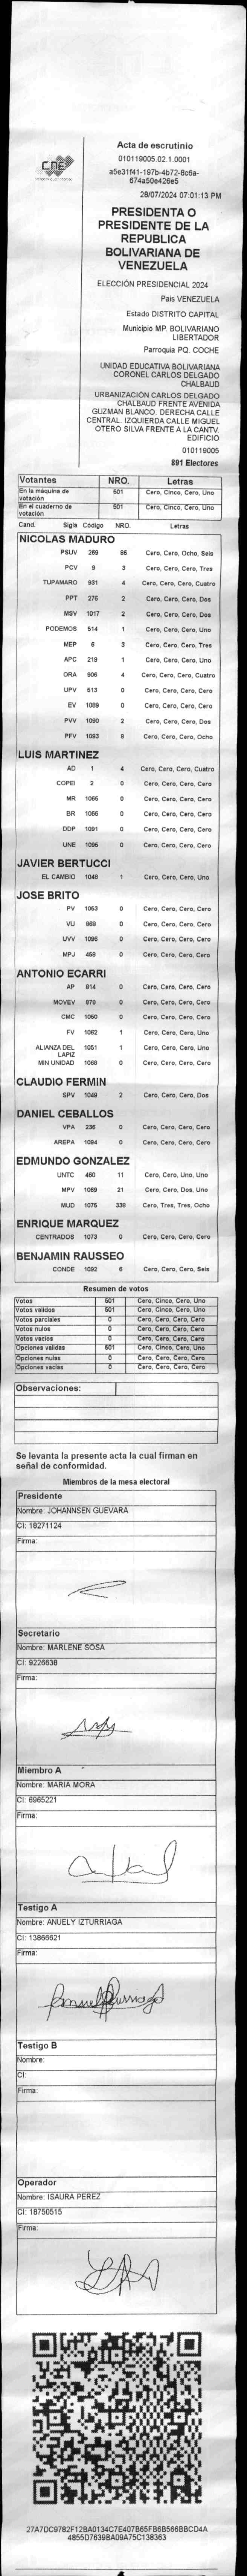 CNE
Acta de escrutinio
010119005.02.1.0001
a5e31f41-197b-4b72-8c6a-
674a50e426e5
28/07/2024 07:01:13 PM
PRESIDENTA O
PRESIDENTE DE LA
REPUBLICA
BOLIVARIANA DE
VENEZUELA
ELECCIÓN PRESIDENCIAL 2024
Pais VENEZUELA
Estado DISTRITO CAPITAL
Municipio MP. BOLIVARIANO
LIBERTADOR
Parroquia PQ. COCHE
UNIDAD EDUCATIVA BOLIVARIANA
CORONEL CARLOS DELGADO
CHALBAUD
URBANIZACIÓN CARLOS DELGADO
CHALBAUD FRENTE AVENIDA
GUZMAN BLANCO. DERECHA CALLE
CENTRAL. IZQUIERDA CALLE MIGUEL
OTERO SILVA FRENTE A LA CANTV.
EDIFICIO
010119005
891 Electores
Votantes NRO. Letras
En la máquina de votación 501 Cero, Cinco, Cero, Uno
En el cuaderno de votación 501 Cero, Cinco, Cero, Uno
Cand. Sigla Código NRO. Letras
NICOLAS MADURO
PSUV 269 86 Cero, Cero, Ocho, Seis
PCV 9 3 Cero, Cero, Cero, Tres
TUPAMARO 931 4 Cero, Cero, Cero, Cuatro
PPT 276 2 Cero, Cero, Cero, Dos
MSV 1017 2 Cero, Cero, Cero, Dos
PODEMOS 514 1 Cero, Cero, Cero, Uno
MEP 6 3 Cero, Cero, Cero, Tres
APC 219 1 Cero, Cero, Cero, Uno
ORA 906 4 Cero, Cero, Cero, Cuatro
UPV 513 0 Cero, Cero, Cero, Cero
EV 1089 0 Cero, Cero, Cero, Cero
PVV 1090 2 Cero, Cero, Cero, Dos
PFV 1093 8 Cero, Cero, Cero, Ocho
LUIS MARTINEZ
AD 1 4 Cero, Cero, Cero, Cuatro
COPEI 2 0 Cero, Cero, Cero, Cero
MR 1065 0 Cero, Cero, Cero, Cero
BR 1066 0 Cero, Cero, Cero, Cero
DDP 1091 0 Cero, Cero, Cero, Cero
UNE 1095 0 Cero, Cero, Cero, Cero
JAVIER BERTUCCI
EL CAMBIO 1046 1 Cero, Cero, Cero, Uno
JOSE BRITO
PV 1053 0 Cero, Cero, Cero, Cero
VU 968 0 Cero, Cero, Cero, Cero
UVV 1096 0 Cero, Cero, Cero, Cero
MPJ 458 0 Cero, Cero, Cero, Cero
ANTONIO ECARRI
AP 914 0 Cero, Cero, Cero, Cero
MOVEV 979 0 Cero, Cero, Cero, Cero
CMC 1050 0 Cero, Cero, Cero, Cero
FV 1062 1 Cero, Cero, Cero, Uno
ALIANZA DEL LAPIZ 1051 1 Cero, Cero, Cero, Uno
MIN UNIDAD 1068 0 Cero, Cero, Cero, Cero
CLAUDIO FERMIN
SPV 1049 2 Cero, Cero, Cero, Dos
DANIEL CEBALLOS
VPA 236 0 Cero, Cero, Cero, Cero
AREPA 1094 0 Cero, Cero, Cero, Cero
EDMUNDO GONZALEZ
UNTC 460 11 Cero, Cero, Uno, Uno
MPV 1069 21 Cero, Cero, Dos, Uno
MUD 1075 338 Cero, Tres, Tres, Ocho
ENRIQUE MARQUEZ
CENTRADOS 1073 0 Cero, Cero, Cero, Cero
BENJAMIN RAUSSEO
CONDE 1092 6 Cero, Cero, Cero, Seis
Resumen de votos
Votos 501 Cero, Cinco, Cero, Uno
Votos validos 501 Cero, Cinco, Cero, Uno
Votos parciales 0 Cero, Cero, Cero, Cero
Votos nulos 0 Cero, Cero, Cero, Cero
Votos vacios 0 Cero, Cero, Cero, Cero
Opciones validas 501 Cero, Cinco, Cero, Uno
Opciones nulas 0 Cero, Cero, Cero, Cero
Opciones vacias 0 Cero, Cero, Cero, Cero
Observaciones:
Se levanta la presente acta la cual firman en
señal de conformidad.
Miembros de la mesa electoral
Presidente
Nombre: JOHANNSEN GUEVARA
CI: 18271124
Firma:
Secretario
Nombre: MARLENE SOSA
CI: 9226638
Firma:
Miembro A
Nombre: MARIA MORA
CI: 6965221
Firma:
Testigo A
Nombre: ANUELY IZTURRIAGA
CI: 13866621
Firma:
Testigo B
Nombre:
CI:
Firma:
Operador
Nombre: ISAURA PEREZ
CI: 18750515
Firma:
27A7DC9782F12BA0134C7E407B65FB6B566BBCD4A
4855D7639BA09A75C138363